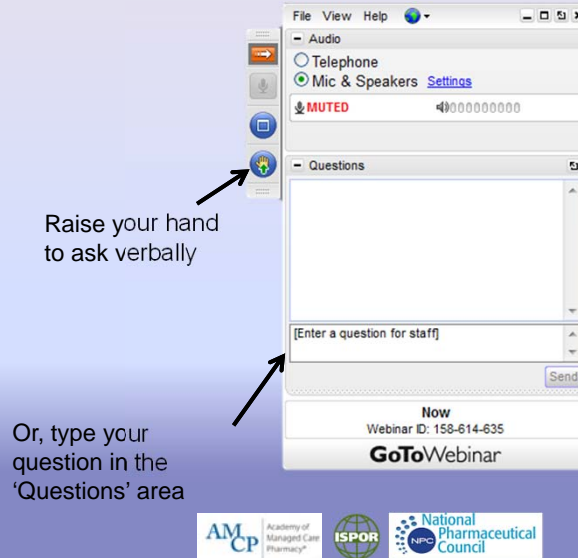 File View Help
Audio
Telephone
Mic & Speakers Settings
MUTED 000000000
Questions
Raise your hand
to ask verbally
[Enter a question for staff]
Send
Now
Webinar ID: 158-614-635
GoToWebinar
Or, type your
question in the
'Questions' area
AMCP Academy of
Managed Care
Pharmacy®
ISPOR
NPC National
Pharmaceutical
Council